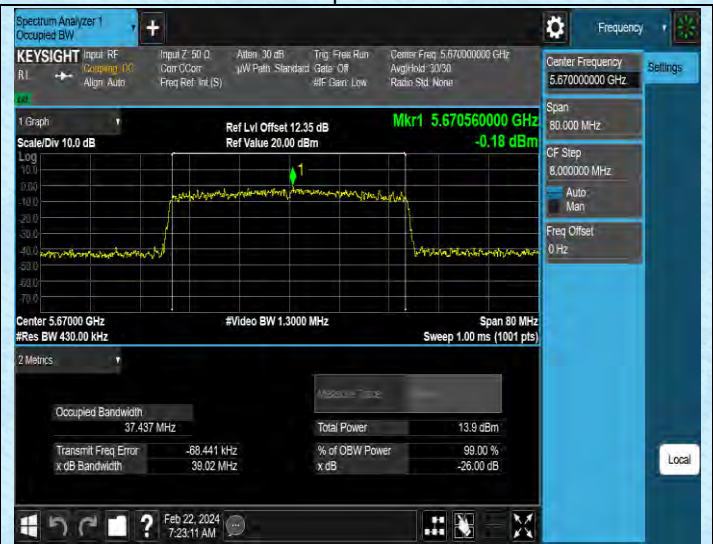 Spectrum Analyzer 1
Occupied BW
Frequency
KEYSIGHT Input: RF
Coupling: DC
Align: Auto
RL
Input Z: 50 Ω
Corr CCorr
Freq Ref: Int (S)
Atten: 30 dB
µW Path: Standard
Trig: Free Run
Gate: Off
#IF Gain: Low
Center Freq: 5.670000000 GHz
Avg|Hold: 30/30
Radio Std: None
Center Frequency
5.670000000 GHz
Settings
Span
80.000 MHz
CF Step
8.000000 MHz
Auto
Man
Freq Offset
0 Hz
1 Graph
Scale/Div 10.0 dB
Ref Lvl Offset 12.35 dB
Ref Value 20.00 dBm
Mkr1 5.670560000 GHz
-0.18 dBm
Log
10.0
0.00
-10.0
-20.0
-30.0
-40.0
-50.0
-60.0
-70.0
1
Center 5.67000 GHz
#Res BW 430.00 kHz
#Video BW 1.3000 MHz
Span 80 MHz
Sweep 1.00 ms (1001 pts)
2 Metrics
Measure Trace
Occupied Bandwidth
37.437 MHz
Total Power
13.9 dBm
Transmit Freq Error
-68.441 kHz
% of OBW Power
99.00 %
x dB Bandwidth
39.02 MHz
x dB
-26.00 dB
Local
Feb 22, 2024
7:23:11 AM